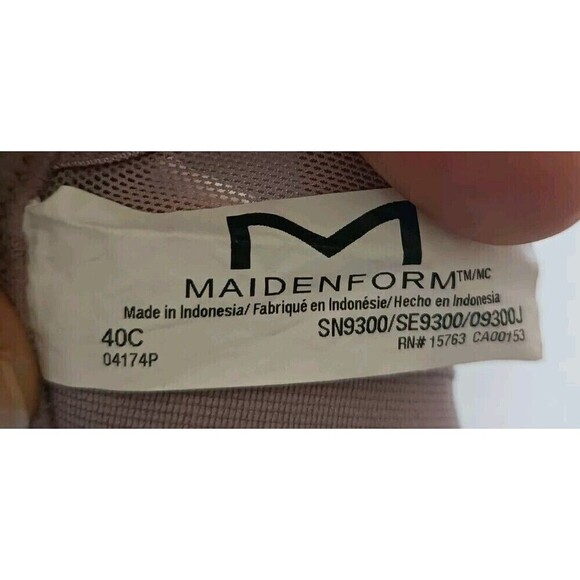 M
MAIDENFORM™/MC
Made in Indonesia/ Fabriqué en Indonésie/ Hecho en Indonesia
40C SN9300/SE9300/09300J
04174P RN# 15763 CA00153